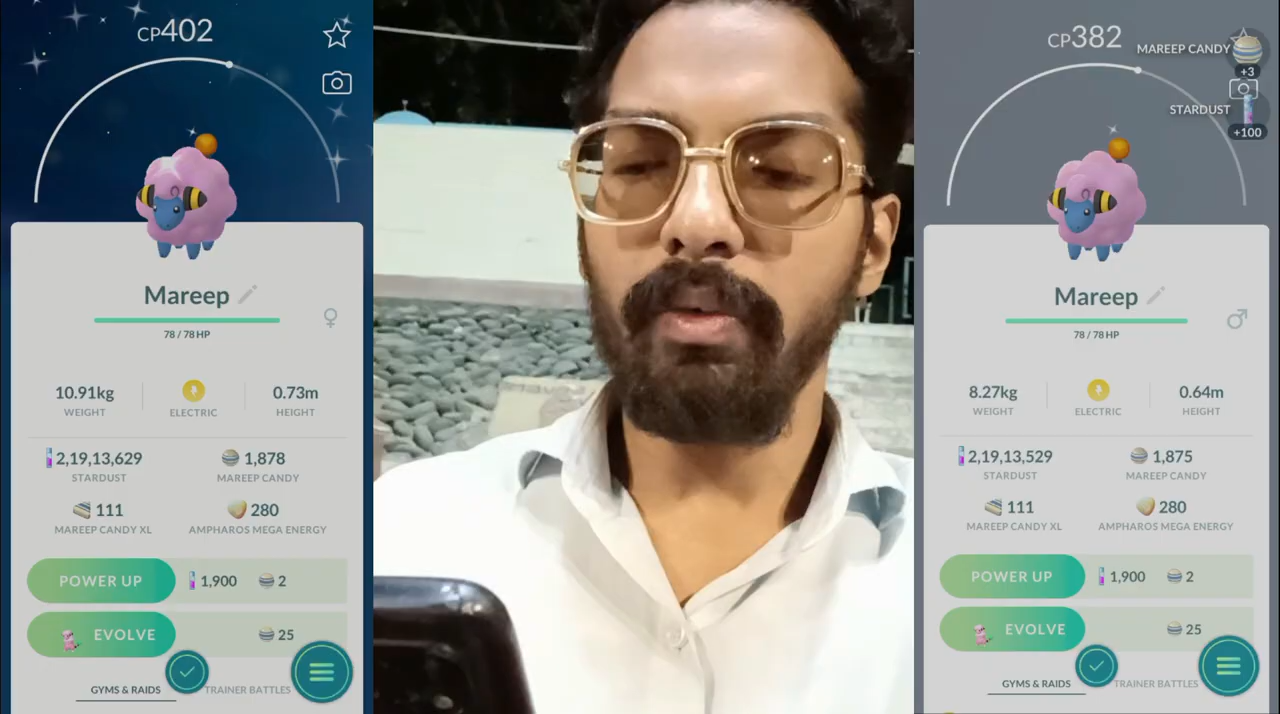 CP402
Mareep
78 / 78 HP
10.91kg
WEIGHT
ELECTRIC
0.73m
HEIGHT
2,19,13,629
STARDUST
1,878
MAREEP CANDY
111
MAREEP CANDY XL
280
AMPHAROS MEGA ENERGY
POWER UP 1,900 2
EVOLVE 25
GYMS & RAIDS TRAINER BATTLES
CP382
MAREEP CANDY
+3
STARDUST
+100
Mareep
78 / 78 HP
8.27kg
WEIGHT
ELECTRIC
0.64m
HEIGHT
2,19,13,529
STARDUST
1,875
MAREEP CANDY
111
MAREEP CANDY XL
280
AMPHAROS MEGA ENERGY
POWER UP 1,900 2
EVOLVE 25
GYMS & RAIDS TRAINER BATTLES